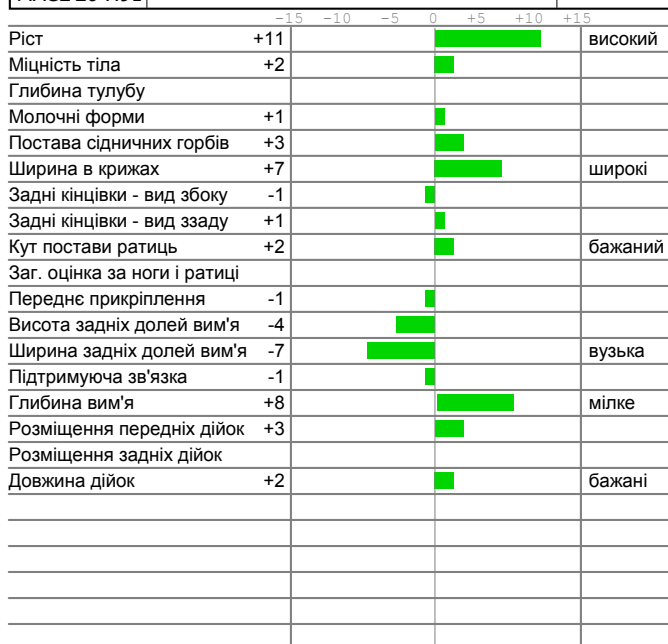 -15 -10 -5 0 +5 +10 +15
Ріст +11 високий
Міцність тіла +2
Глибина тулубу
Молочні форми +1
Постава сідничних горбів +3
Ширина в крижах +7 широкі
Задні кінцівки - вид збоку -1
Задні кінцівки - вид ззаду +1
Кут постави ратиць +2 бажаний
Заг. оцінка за ноги і ратиці
Переднє прикріплення -1
Висота задніх долей вим'я -4
Ширина задніх долей вим'я -7 вузька
Підтримуюча зв'язка -1
Глибина вим'я +8 мілке
Розміщення передніх дійок +3
Розміщення задніх дійок
Довжина дійок +2 бажані